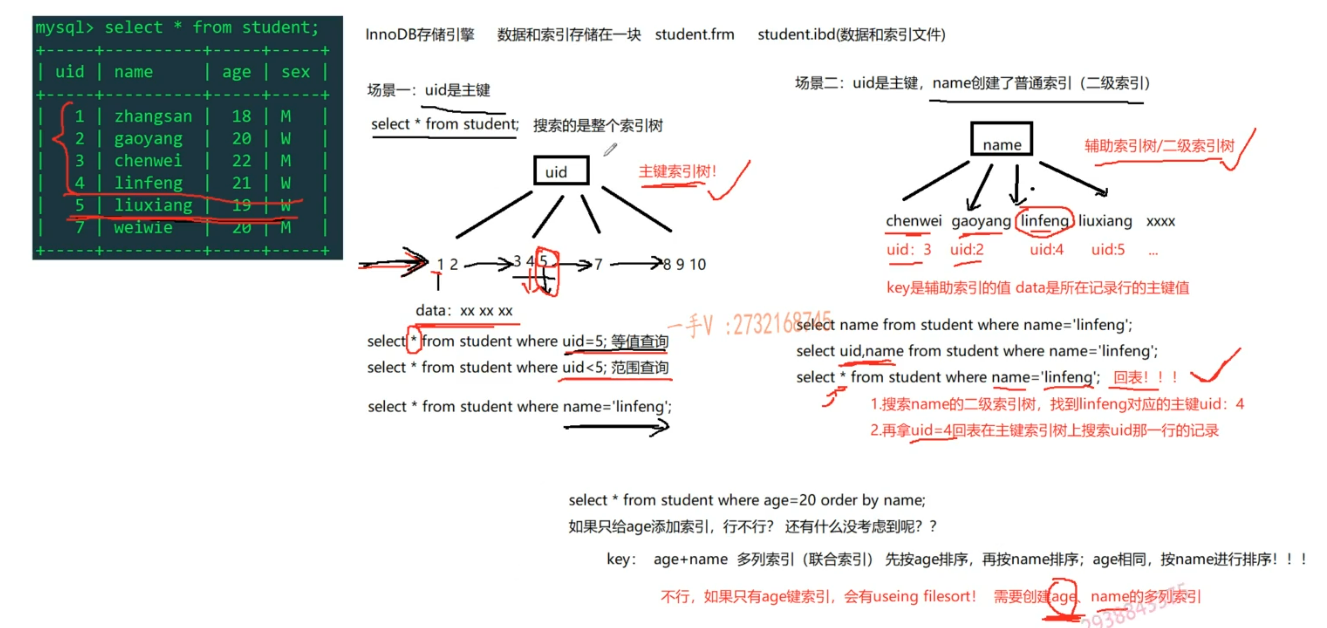 mysql> select * from student;
+-----+----------+-----+-----+
| uid | name | age | sex |
+-----+----------+-----+-----+
| 1 | zhangsan | 18 | M |
| 2 | gaoyang | 20 | W |
| 3 | chenwei | 22 | M |
| 4 | linfeng | 21 | W |
| 5 | liuxiang | 19 | W |
| 7 | weiwie | 20 | M |
+-----+----------+-----+-----+
InnoDB存储引擎 数据和索引存储在一块 student.frm student.ibd(数据和索引文件)
场景一：uid是主键
select * from student; 搜索的是整个索引树
uid
主键索引树！
1 2 3 4 5 7 8 9 10
data：xx xx xx
select * from student where uid=5; 等值查询
select * from student where uid<5; 范围查询
select * from student where name='linfeng';
场景二：uid是主键，name创建了普通索引（二级索引）
name
辅助索引树/二级索引树
chenwei gaoyang linfeng liuxiang xxxx
uid：3 uid:2 uid:4 uid:5 ...
key是辅助索引的值 data是所在记录行的主键值
一手V :2732168745
select name from student where name='linfeng';
select uid,name from student where name='linfeng';
select * from student where name='linfeng'; 回表！！！
1.搜索name的二级索引树，找到linfeng对应的主键uid：4
2.再拿uid=4回表在主键索引树上搜索uid那一行的记录
select * from student where age=20 order by name;
如果只给age添加索引，行不行？ 还有什么没考虑到呢？？
key： age+name 多列索引（联合索引） 先按age排序，再按name排序；age相同，按name进行排序！！！
不行，如果只有age键索引，会有useing filesort！ 需要创建age、name的多列索引